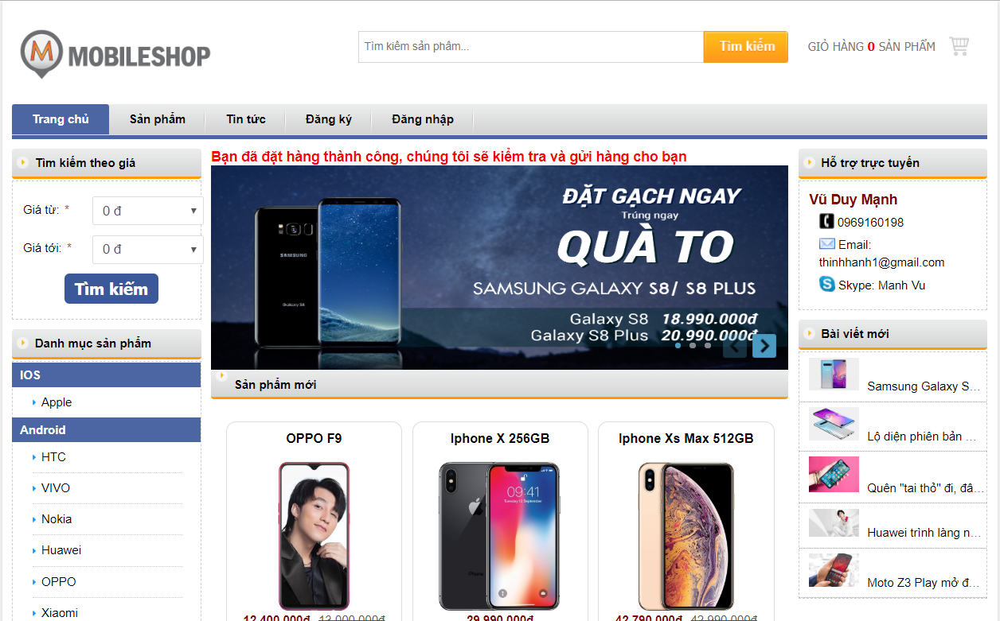 M MOBILESHOP
Tìm kiếm sản phẩm...
Tìm kiếm
GIỎ HÀNG 0 SẢN PHẨM
Trang chủ
Sản phẩm
Tin tức
Đăng ký
Đăng nhập
Tìm kiếm theo giá
Giá từ: *
0 đ
Giá tới: *
0 đ
Tìm kiếm
Danh mục sản phẩm
IOS
Apple
Android
HTC
VIVO
Nokia
Huawei
OPPO
Xiaomi
Bạn đã đặt hàng thành công, chúng tôi sẽ kiểm tra và gửi hàng cho bạn
SAMSUNG
Galaxy S8
ĐẶT GẠCH NGAY
Trúng ngay
QUÀ TO
SAMSUNG GALAXY S8/ S8 PLUS
Galaxy S8 18.990.000đ
Galaxy S8 Plus 20.990.000đ
Sản phẩm mới
OPPO F9
12.400.000đ 13.000.000đ
Iphone X 256GB
09:41
Tuesday, 12 September
iPhone
29.990.000đ
Iphone Xs Max 512GB
42.790.000đ 42.990.000đ
Hỗ trợ trực tuyến
Vũ Duy Mạnh
0969160198
Email:
thinhhanh1@gmail.com
Skype: Manh Vu
Bài viết mới
Samsung Galaxy S...
Lộ diện phiên bản ...
Quên "tai thỏ" đi, đâ...
Huawei trình làng n...
Moto Z3 Play mở đ...